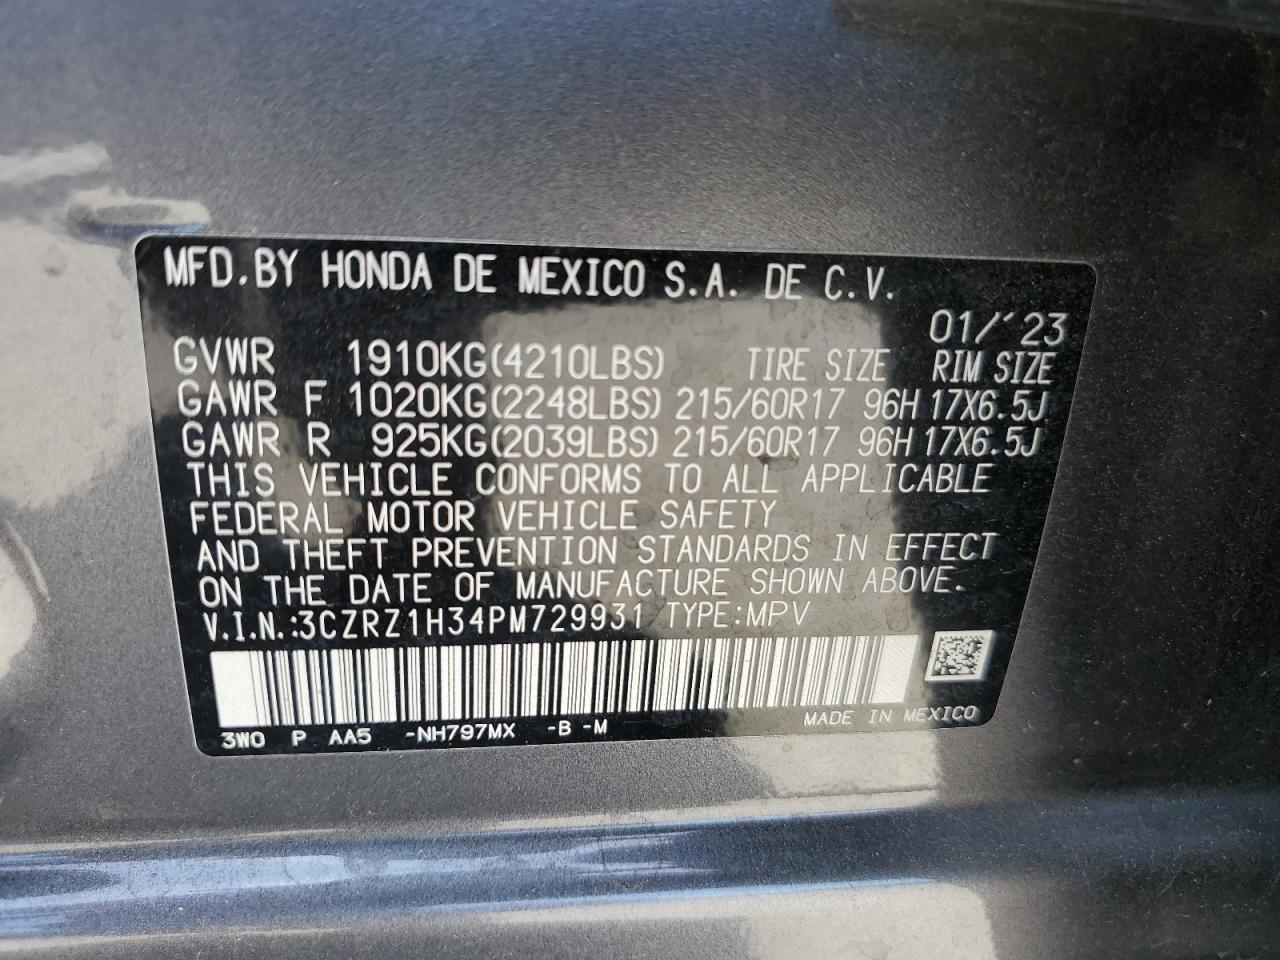 MFD.BY HONDA DE MEXICO S.A. DE C.V.
01/'23
GVWR 1910KG(4210LBS) TIRE SIZE RIM SIZE
GAWR F 1020KG(2248LBS) 215/60R17 96H 17X6.5J
GAWR R 925KG(2039LBS) 215/60R17 96H 17X6.5J
THIS VEHICLE CONFORMS TO ALL APPLICABLE
FEDERAL MOTOR VEHICLE SAFETY
AND THEFT PREVENTION STANDARDS IN EFFECT
ON THE DATE OF MANUFACTURE SHOWN ABOVE.
V.I.N.:3CZRZ1H34PM729931 TYPE:MPV
3W0 P AA5 -NH797MX -B -M MADE IN MEXICO